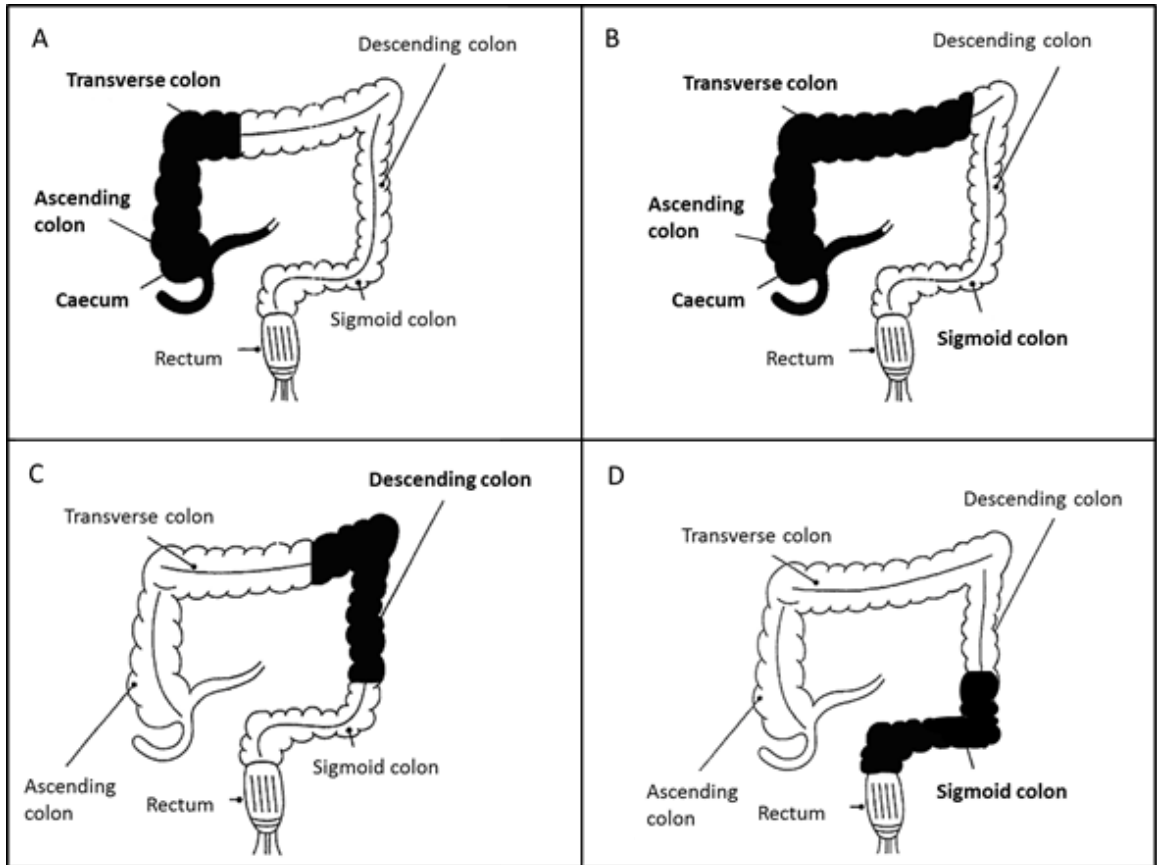 A
Descending colon
Transverse colon
Ascending
colon
Caecum
Sigmoid colon
Rectum
B
Descending colon
Transverse colon
Ascending
colon
Caecum
Sigmoid colon
Rectum
C
Descending colon
Transverse colon
Sigmoid colon
Ascending
colon
Rectum
D
Descending colon
Transverse colon
Ascending
colon
Rectum
Sigmoid colon